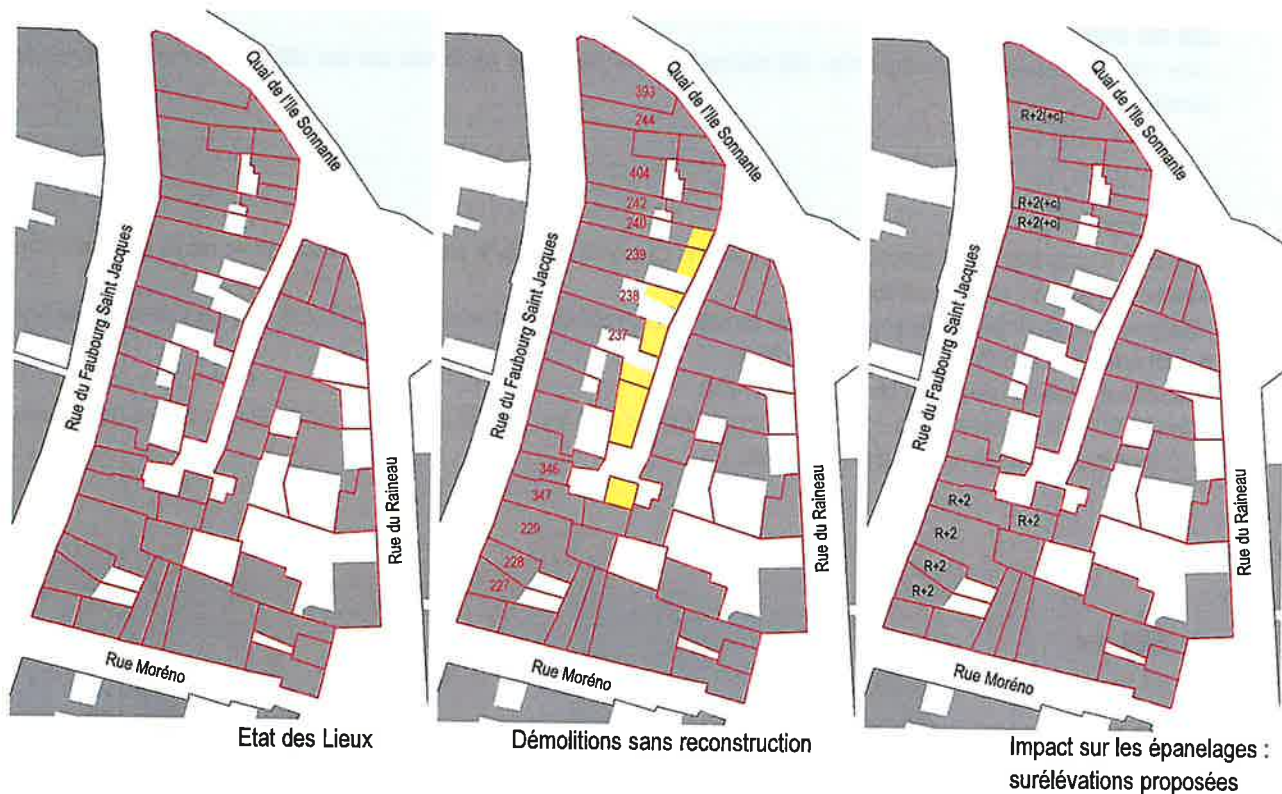 Quai de l'Ile Sonnante
Rue du Faubourg Saint Jacques
Rue du Raineau
Rue Moréno
Etat des Lieux
Quai de l'Ile Sonnante
393
244
404
242
240
239
238
237
346
347
229
228
227
Rue du Faubourg Saint Jacques
Rue du Raineau
Rue Moréno
Démolitions sans reconstruction
Quai de l'Ile Sonnante
R+2(+c)
R+2(+c)
R+2(+c)
Rue du Faubourg Saint Jacques
R+2
R+2
R+2
R+2
R+2
Rue du Raineau
Rue Moréno
Impact sur les épanelages :
surélévations proposées